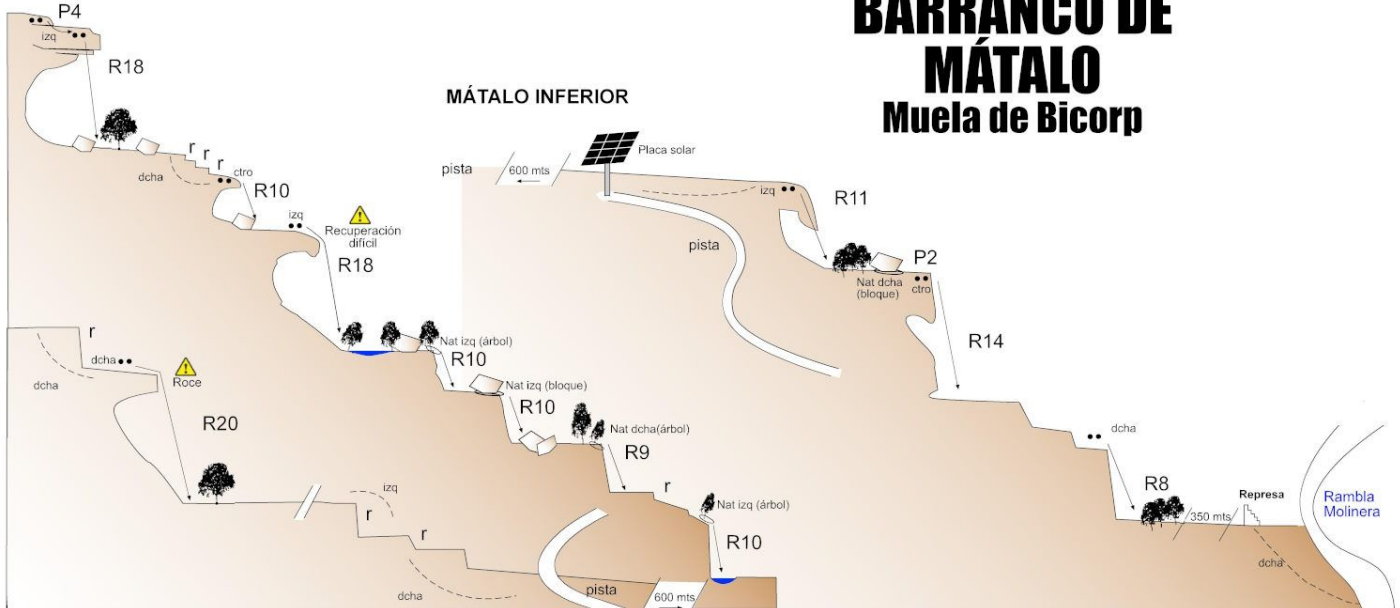 BARRANCO DE
MÁTALO
Muela de Bicorp
P4
izq
R18
r
r
r
dcha
ctro
R10
izq
Recuperación
difícil
R18
Nat izq (árbol)
R10
Nat izq (bloque)
R10
Nat dcha(árbol)
R9
r
Nat izq (árbol)
R10
r
dcha
dcha
Roce
R20
izq
r
r
dcha
pista
600 mts
MÁTALO INFERIOR
pista
600 mts
Placa solar
pista
izq
R11
Nat dcha
(bloque)
P2
ctro
R14
dcha
R8
350 mts
Represa
dcha
Rambla
Molinera